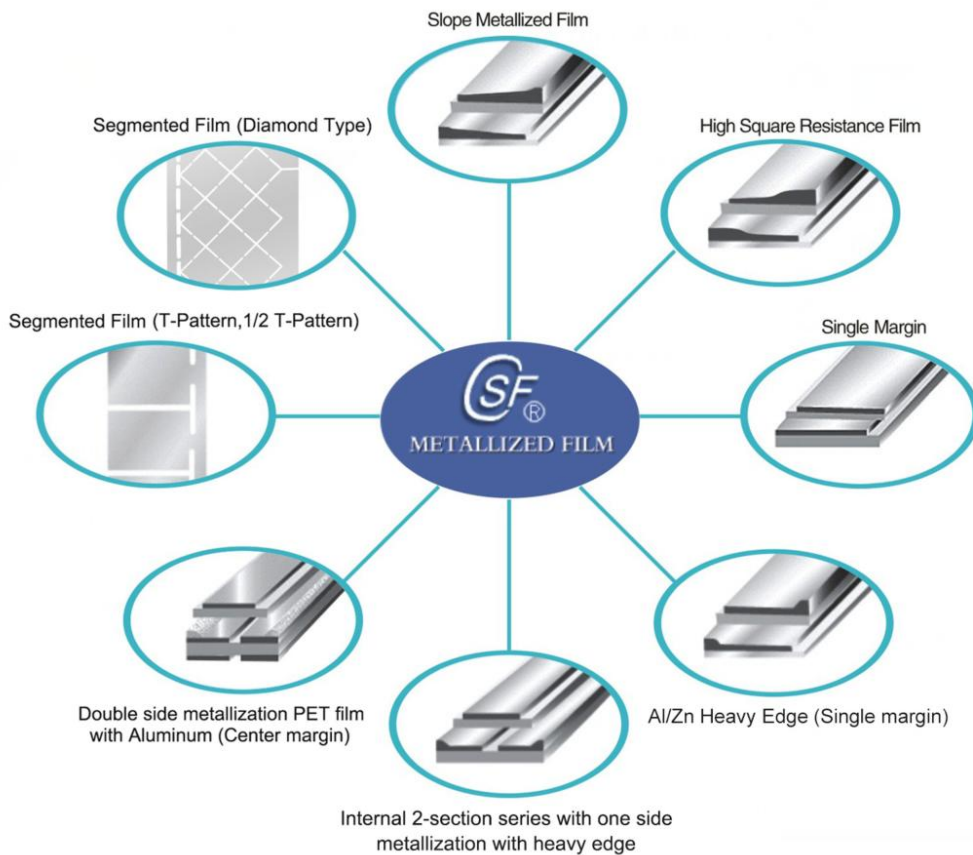 Slope Metallized Film
Segmented Film (Diamond Type)
High Square Resistance Film
Segmented Film (T-Pattern,1/2 T-Pattern)
Single Margin
CSF®
METALLIZED FILM
Double side metallization PET film
with Aluminum (Center margin)
Al/Zn Heavy Edge (Single margin)
Internal 2-section series with one side
metallization with heavy edge